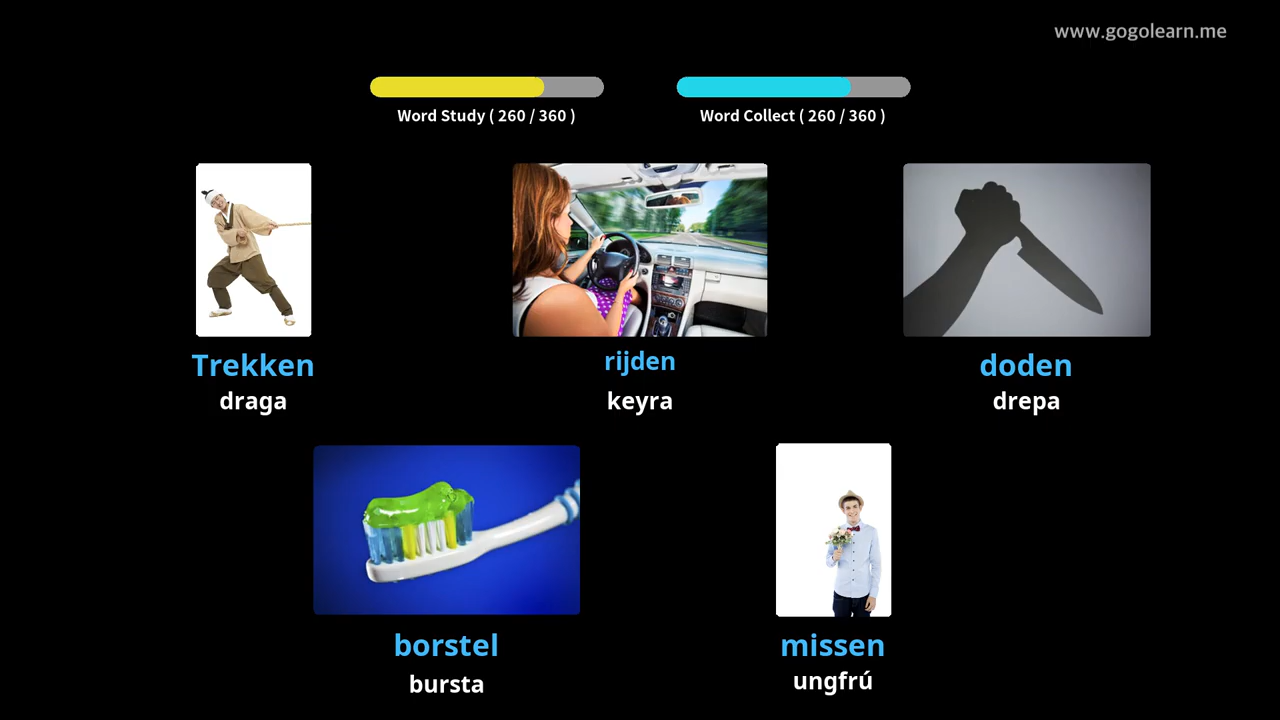 www.gogolearn.me
Word Study ( 260 / 360 )
Word Collect ( 260 / 360 )
Trekken
draga
rijden
keyra
doden
drepa
borstel
bursta
missen
ungfrú